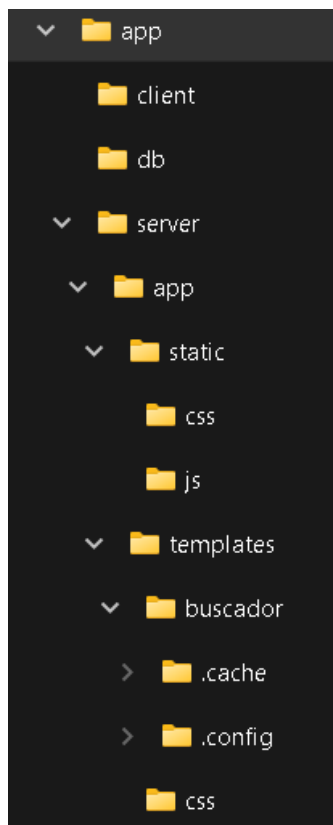 app
client
db
server
app
static
css
js
templates
buscador
.cache
.config
css